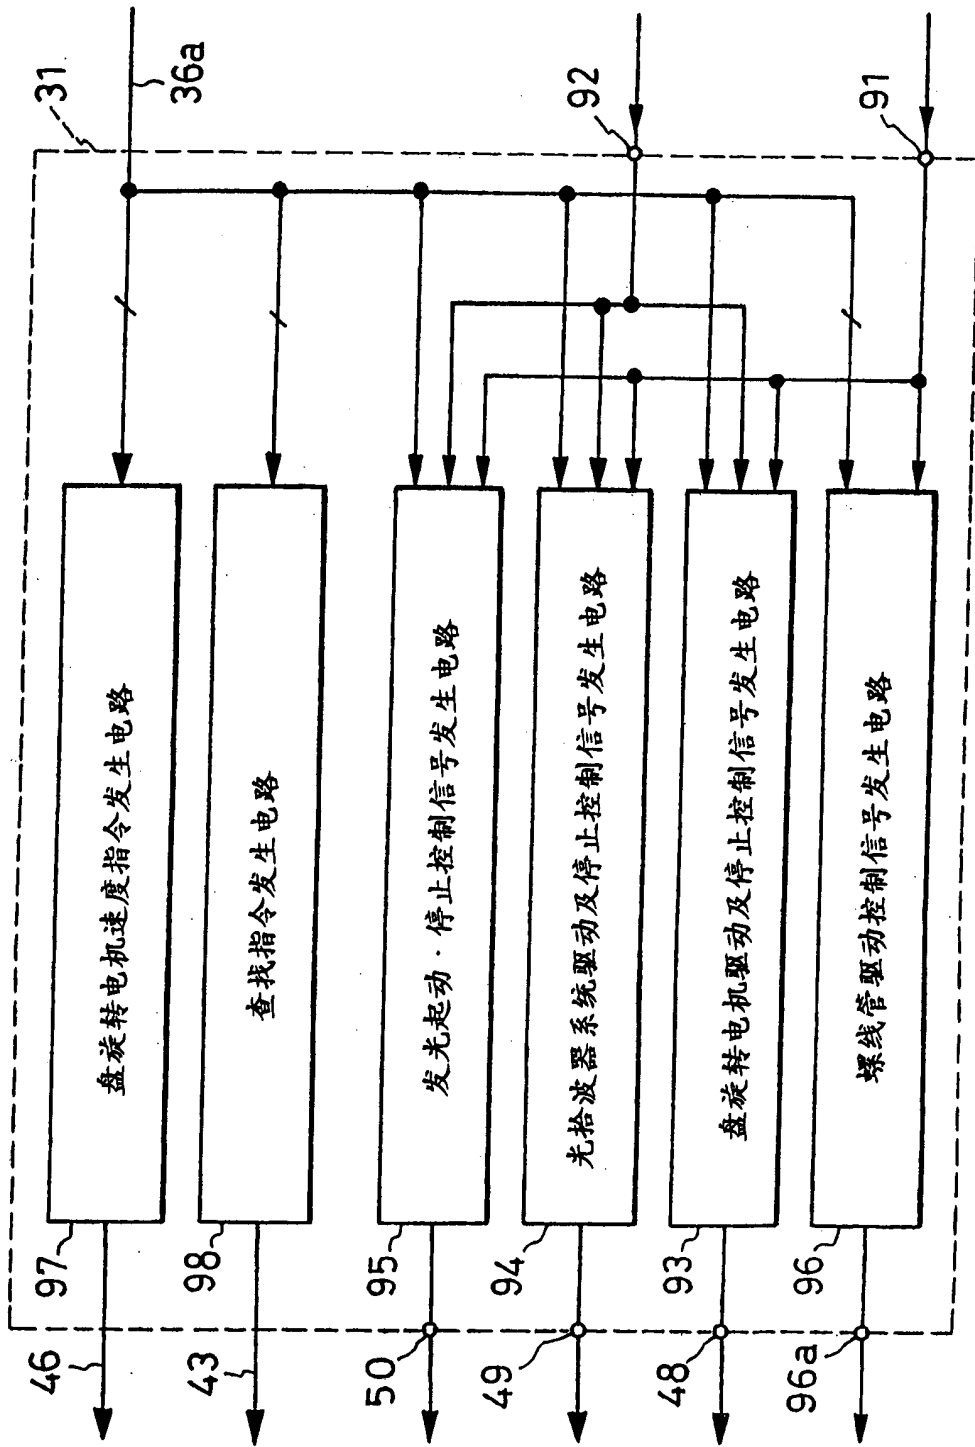 31
36a
92
91
97
盘旋转电机速度指令发生电路
46
98
查找指令发生电路
43
95
发光起动·停止控制信号发生电路
50
94
光拾波器系统驱动及停止控制信号发生电路
49
93
盘旋转电机驱动及停止控制信号发生电路
48
96
螺线管驱动控制信号发生电路
96a